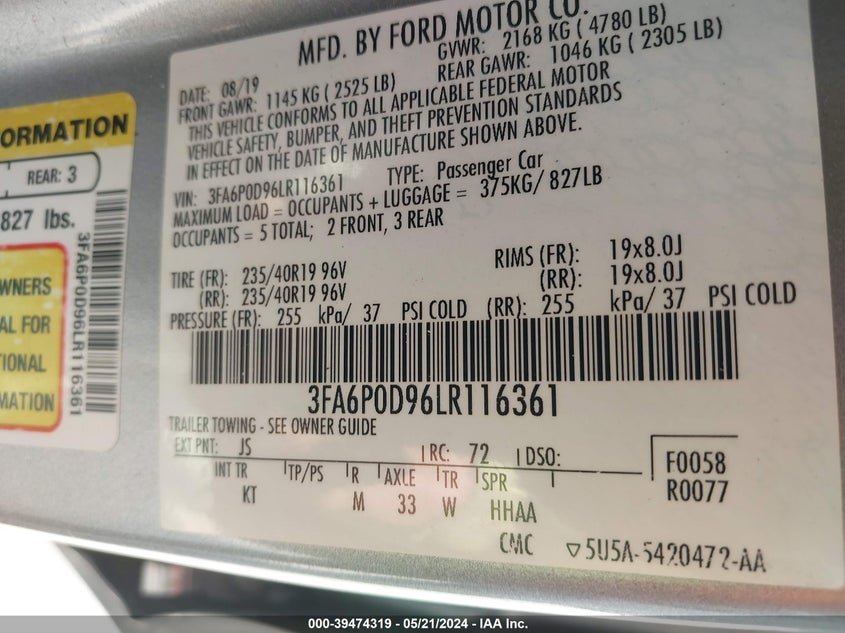 MFD. BY FORD MOTOR CO.
DATE: 08/19 GVWR: 2168 KG ( 4780 LB)
FRONT GAWR: 1145 KG ( 2525 LB) REAR GAWR: 1046 KG ( 2305 LB)
THIS VEHICLE CONFORMS TO ALL APPLICABLE FEDERAL MOTOR
VEHICLE SAFETY, BUMPER, AND THEFT PREVENTION STANDARDS
IN EFFECT ON THE DATE OF MANUFACTURE SHOWN ABOVE.
VIN: 3FA6P0D96LR116361 TYPE: Passenger Car
MAXIMUM LOAD = OCCUPANTS + LUGGAGE = 375KG/ 827LB
OCCUPANTS = 5 TOTAL; 2 FRONT, 3 REAR
TIRE (FR): 235/40R19 96V RIMS (FR): 19x8.0J
(RR): 235/40R19 96V (RR): 19x8.0J
PRESSURE (FR): 255 kPa/ 37 PSI COLD (RR): 255 kPa/ 37 PSI COLD
3FA6P0D96LR116361
TRAILER TOWING - SEE OWNER GUIDE
EXT PNT: JS RC: 72 DSO:
INT TR TP/PS R AXLE TR SPR
KT M 33 W HHAA
F0058
R0077
CMC ▽5U5A-5420472-AA
ORMATION
REAR: 3
827 lbs.
WNERS
AL FOR
TIONAL
MATION
3FA6P0D96LR116361
000-39474319 - 05/21/2024 - IAA Inc.